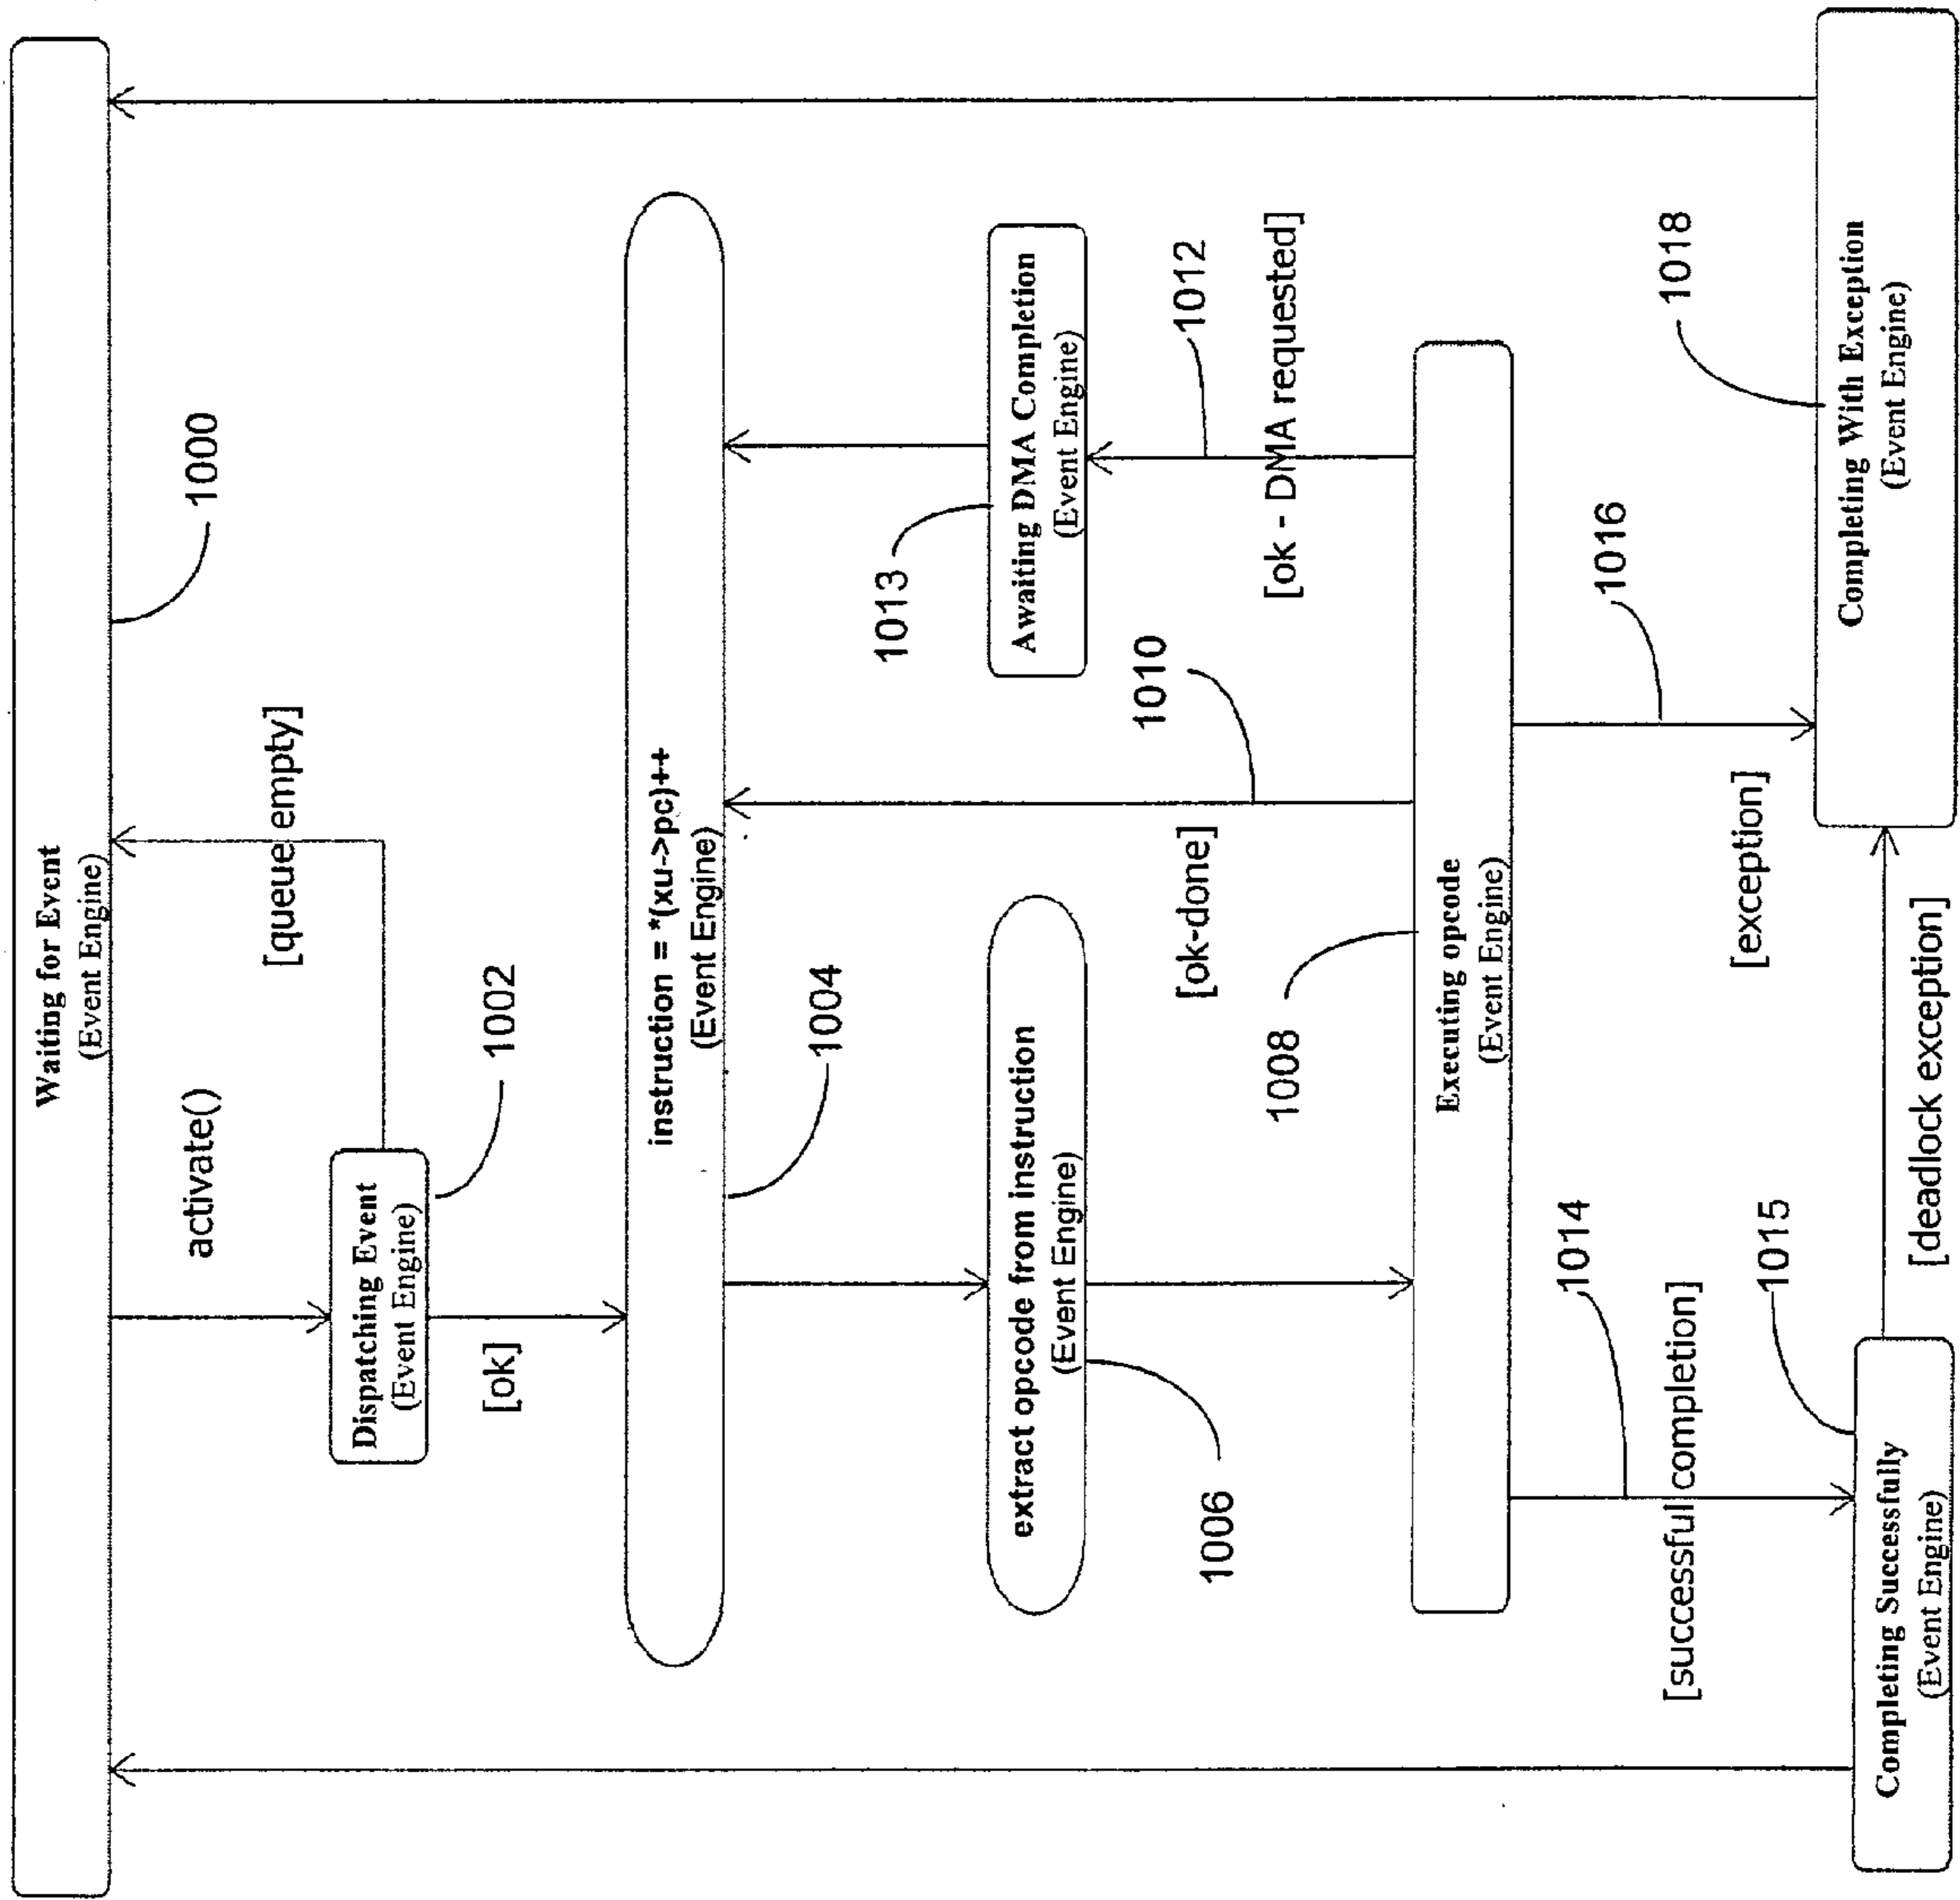 Waiting for Event
(Event Engine)
1000
activate()
[queue empty]
Dispatching Event
(Event Engine)
1002
[ok]
instruction = *(xu->pc)++
(Event Engine)
1004
1013
extract opcode from instruction
(Event Engine)
1006
Awaiting DMA Completion
(Event Engine)
1012
1010
[ok-done]
[ok - DMA requested]
1008
Executing opcode
(Event Engine)
1014
1016
[successful completion]
[exception]
1018
1015
Completing Successfully
(Event Engine)
[deadlock exception]
Completing With Exception
(Event Engine)